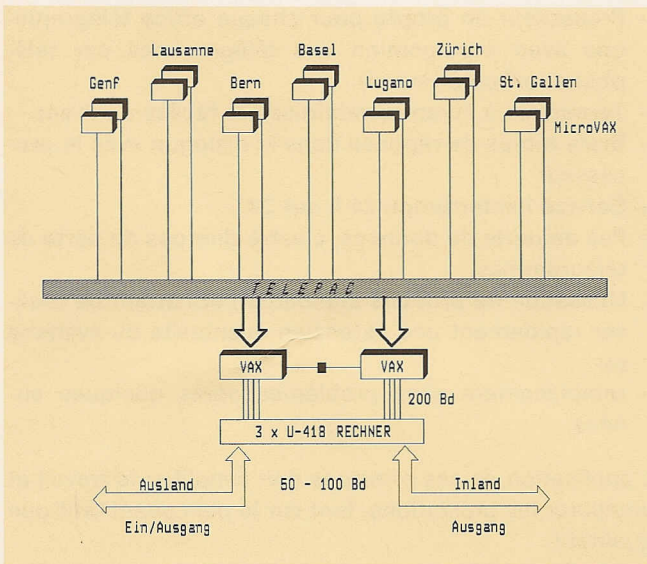 Lausanne
Basel
Zürich
Genf
Bern
Lugano
St. Gallen
MicroVAX
TELEPAC
VAX
VAX
200 Bd
3 x U-418 RECHNER
Ausland
50 - 100 Bd
Inland
Ein/Ausgang
Ausgang